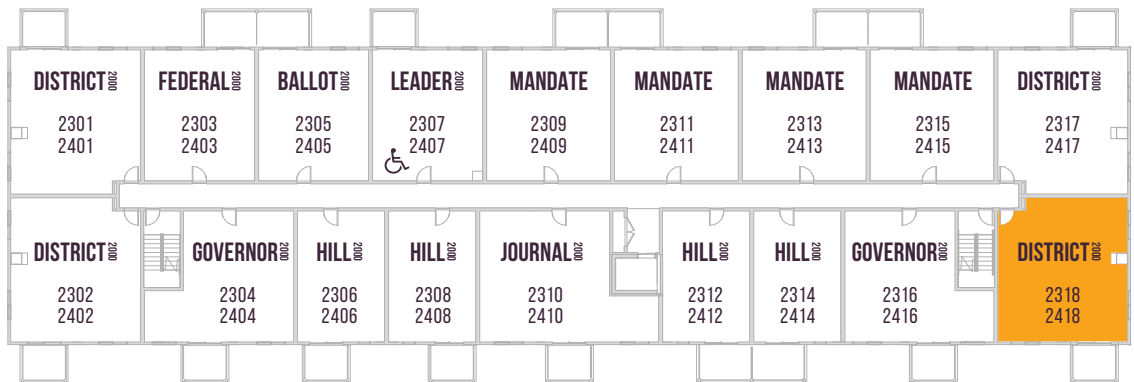 DISTRICT 2000
2301
2401
FEDERAL 2000
2303
2403
BALLOT 2000
2305
2405
LEADER 2000
2307
2407
MANDATE
2309
2409
MANDATE
2311
2411
MANDATE
2313
2413
MANDATE
2315
2415
DISTRICT 2000
2317
2417
DISTRICT 2000
2302
2402
GOVERNOR 2000
2304
2404
HILL 2000
2306
2406
HILL 2000
2308
2408
JOURNAL 2000
2310
2410
HILL 2000
2312
2412
HILL 2000
2314
2414
GOVERNOR 2000
2316
2416
DISTRICT 2000
2318
2418